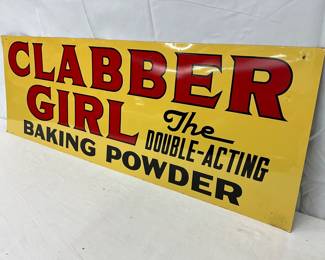 CLABBER
GIRL The
DOUBLE-ACTING
BAKING POWDER